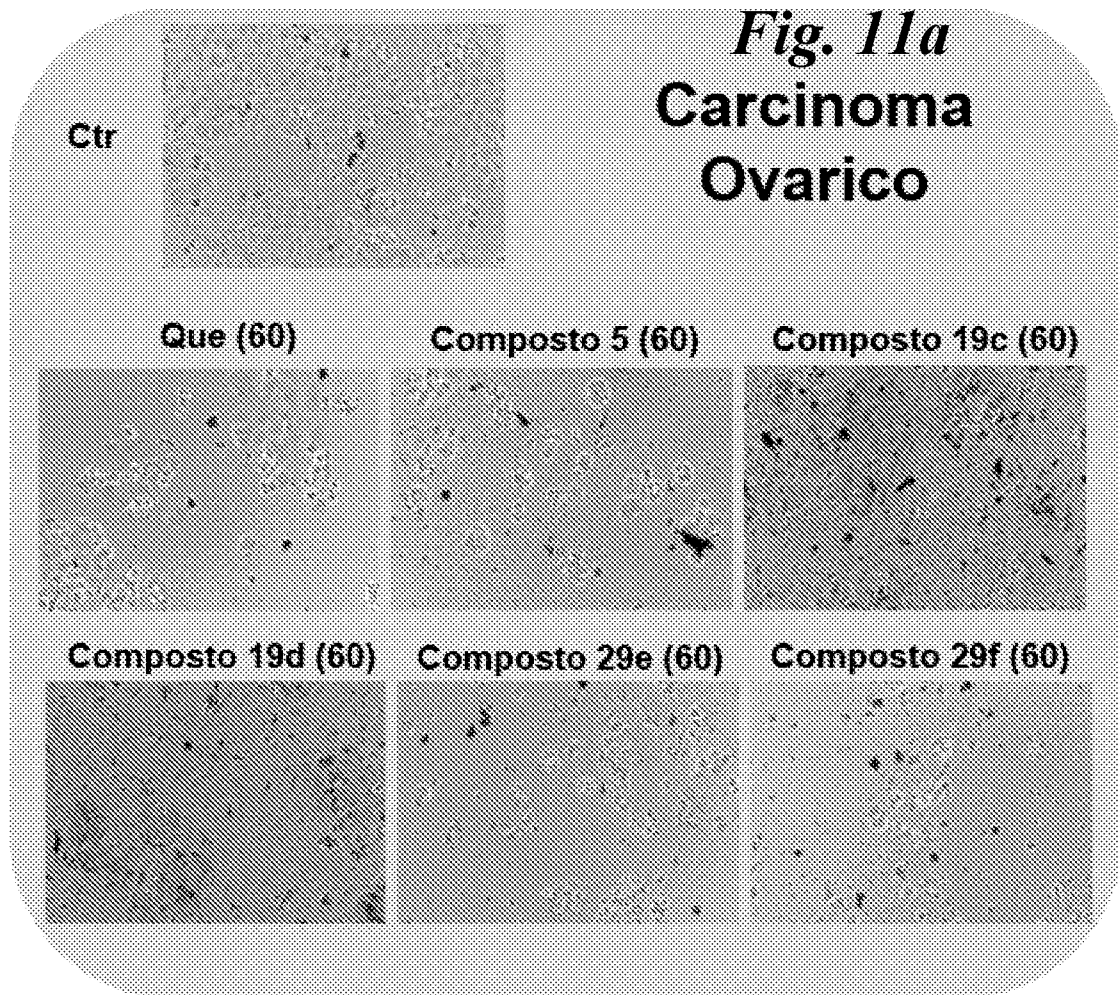 Fig. 11a
Carcinoma
Ovarico
Ctr
Que (60)
Composto 5 (60)
Composto 19c (60)
Composto 19d (60)
Composto 29e (60)
Composto 29f (60)